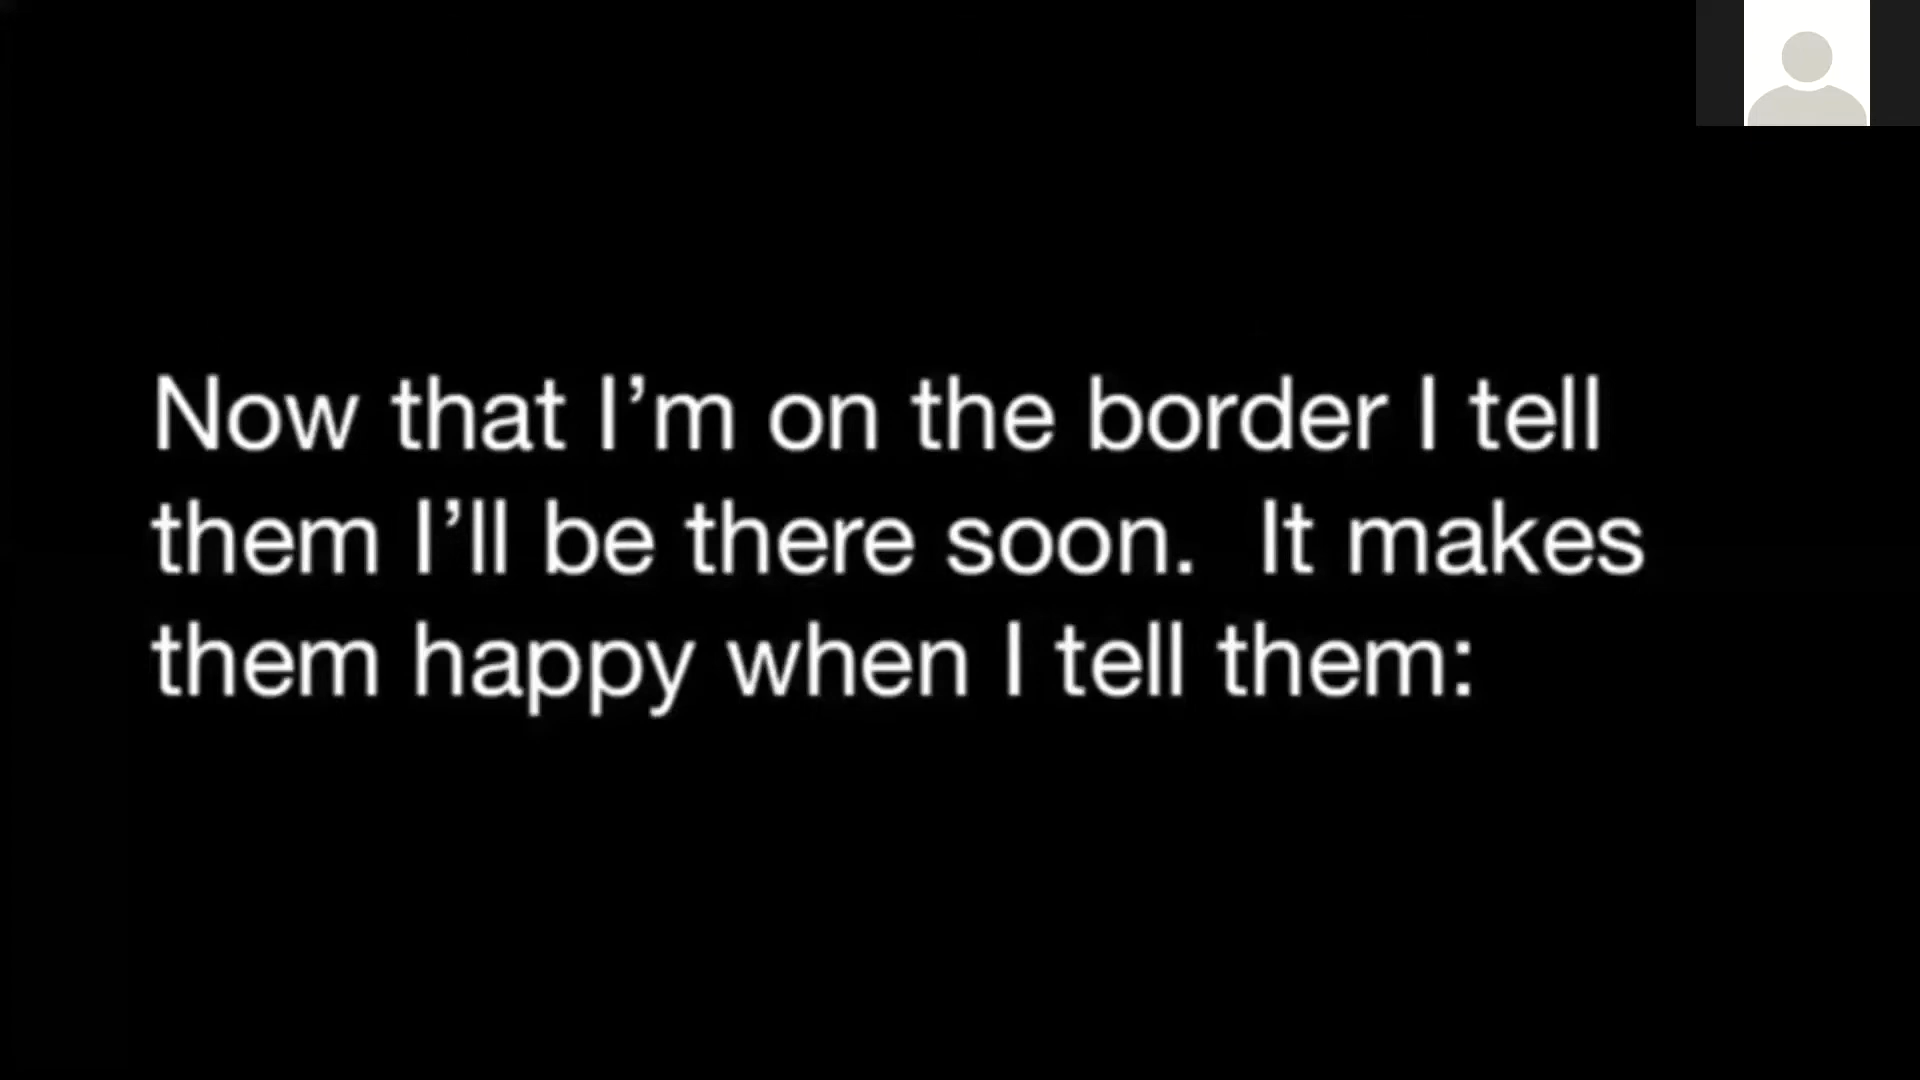 Now that I’m on the border I tell
them I’ll be there soon.  It makes
them happy when I tell them: